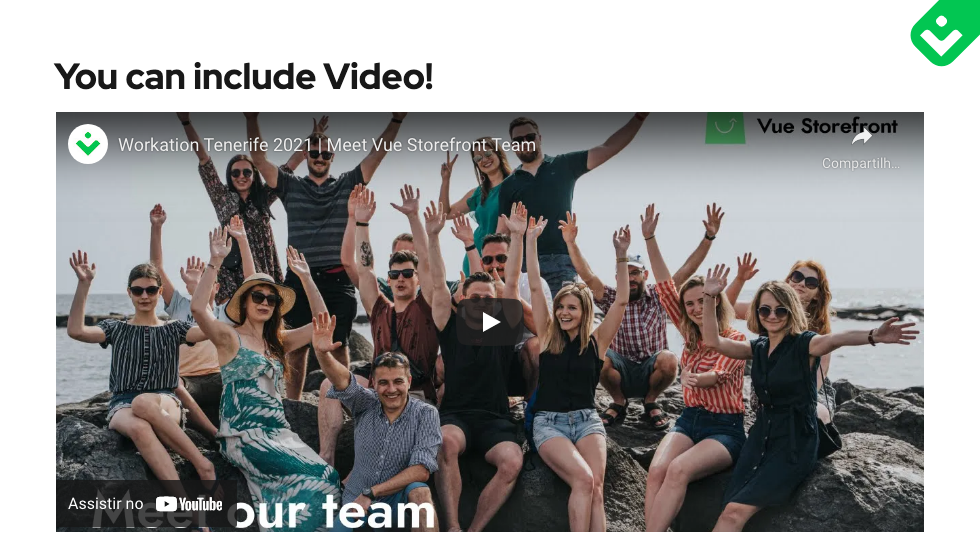 You can include Video!
Vue Storefront
Workation Tenerife 2021 | Meet Vue Storefront Team
Compartilh...
Assistir no YouTube
Meet our team